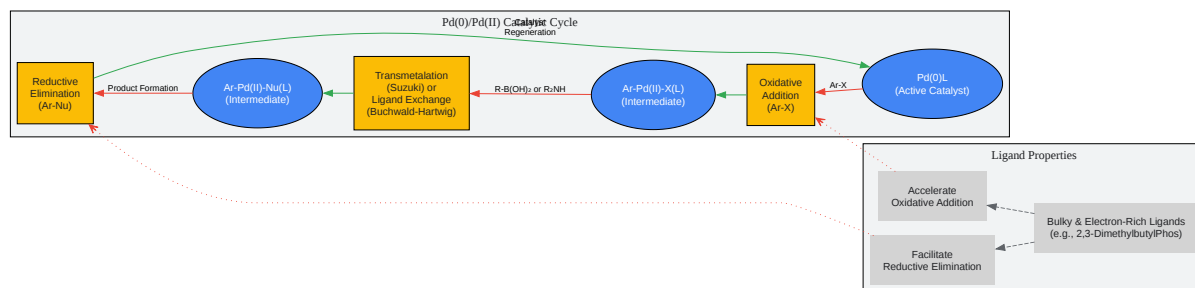 Pd(0)/Pd(II) Catalytic Cycle
Catalyst
Regeneration
Reductive
Elimination
(Ar-Nu)
Product Formation
Ar-Pd(II)-Nu(L)
(Intermediate)
Transmetalation
(Suzuki) or
Ligand Exchange
(Buchwald-Hartwig)
R-B(OH)₂ or R₂NH
Ar-Pd(II)-X(L)
(Intermediate)
Oxidative
Addition
(Ar-X)
Ar-X
Pd(0)L
(Active Catalyst)
Ligand Properties
Accelerate
Oxidative Addition
Bulky & Electron-Rich Ligands
(e.g., 2,3-DimethylbutylPhos)
Facilitate
Reductive Elimination